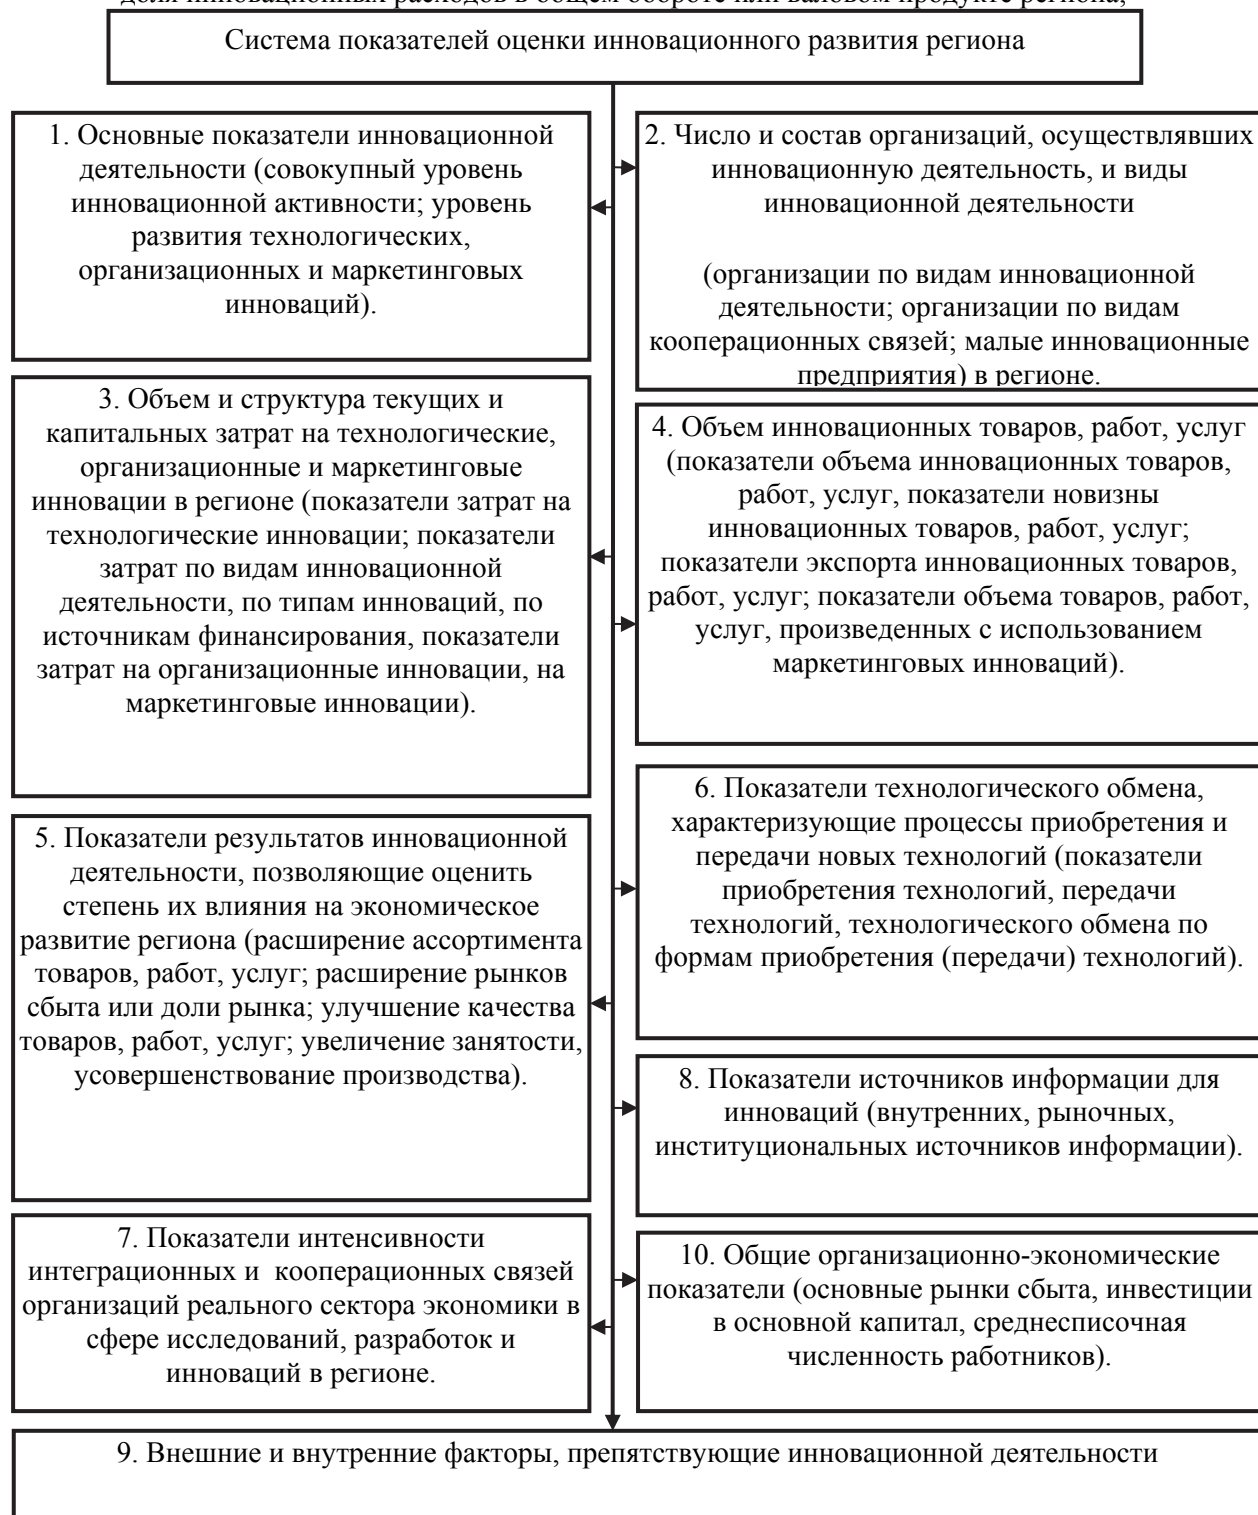 доля инновационных расходов в общем обороте или валовом продукте региона;
Система показателей оценки инновационного развития региона
1. Основные показатели инновационной
деятельности (совокупный уровень
инновационной активности; уровень
развития технологических,
организационных и маркетинговых
инноваций).
2. Число и состав организаций, осуществлявших
инновационную деятельность, и виды
инновационной деятельности
(организации по видам инновационной
деятельности; организации по видам
кооперационных связей; малые инновационные
предприятия) в регионе.
3. Объем и структура текущих и
капитальных затрат на технологические,
организационные и маркетинговые
инновации в регионе (показатели затрат на
технологические инновации; показатели
затрат по видам инновационной
деятельности, по типам инноваций, по
источникам финансирования, показатели
затрат на организационные инновации, на
маркетинговые инновации).
4. Объем инновационных товаров, работ, услуг
(показатели объема инновационных товаров,
работ, услуг, показатели новизны
инновационных товаров, работ, услуг;
показатели экспорта инновационных товаров,
работ, услуг; показатели объема товаров, работ,
услуг, произведенных с использованием
маркетинговых инноваций).
5. Показатели результатов инновационной
деятельности, позволяющие оценить
степень их влияния на экономическое
развитие региона (расширение ассортимента
товаров, работ, услуг; расширение рынков
сбыта или доли рынка; улучшение качества
товаров, работ, услуг; увеличение занятости,
усовершенствование производства).
6. Показатели технологического обмена,
характеризующие процессы приобретения и
передачи новых технологий (показатели
приобретения технологий, передачи
технологий, технологического обмена по
формам приобретения (передачи) технологий).
7. Показатели интенсивности
интеграционных и кооперационных связей
организаций реального сектора экономики в
сфере исследований, разработок и
инноваций в регионе.
8. Показатели источников информации для
инноваций (внутренних, рыночных,
институциональных источников информации).
10. Общие организационно-экономические
показатели (основные рынки сбыта, инвестиции
в основной капитал, среднесписочная
численность работников).
9. Внешние и внутренние факторы, препятствующие инновационной деятельности